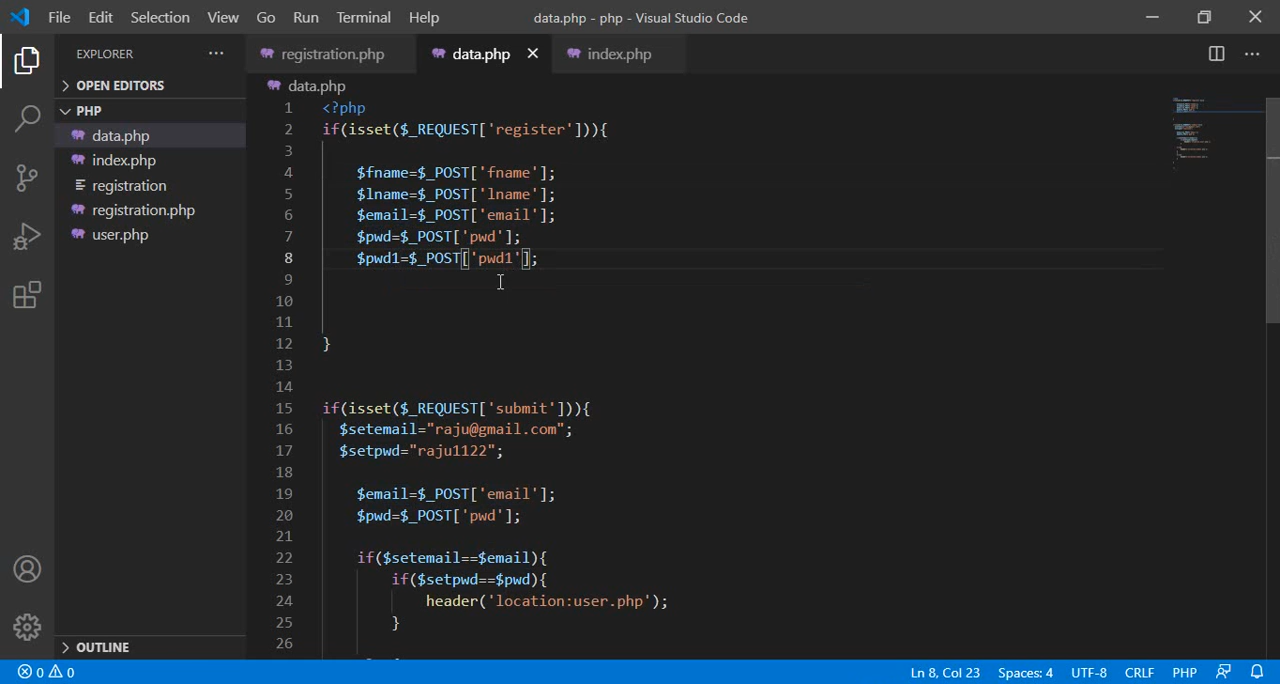 File Edit Selection View Go Run Terminal Help data.php - php - Visual Studio Code
EXPLORER ...
registration.php data.php index.php
OPEN EDITORS
PHP
data.php
index.php
registration
registration.php
user.php
OUTLINE
data.php
1 <?php
2 if(isset($_REQUEST['register'])){
3
4 $fname=$_POST['fname'];
5 $lname=$_POST['lname'];
6 $email=$_POST['email'];
7 $pwd=$_POST['pwd'];
8 $pwd1=$_POST['pwd1'];
9
10
11
12 }
13
14
15 if(isset($_REQUEST['submit'])){
16 $setemail="raju@gmail.com";
17 $setpwd="raju1122";
18
19 $email=$_POST['email'];
20 $pwd=$_POST['pwd'];
21
22 if($setemail==$email){
23 if($setpwd==$pwd){
24 header('location:user.php');
25 }
26
0 0 Ln 8, Col 23 Spaces: 4 UTF-8 CRLF PHP